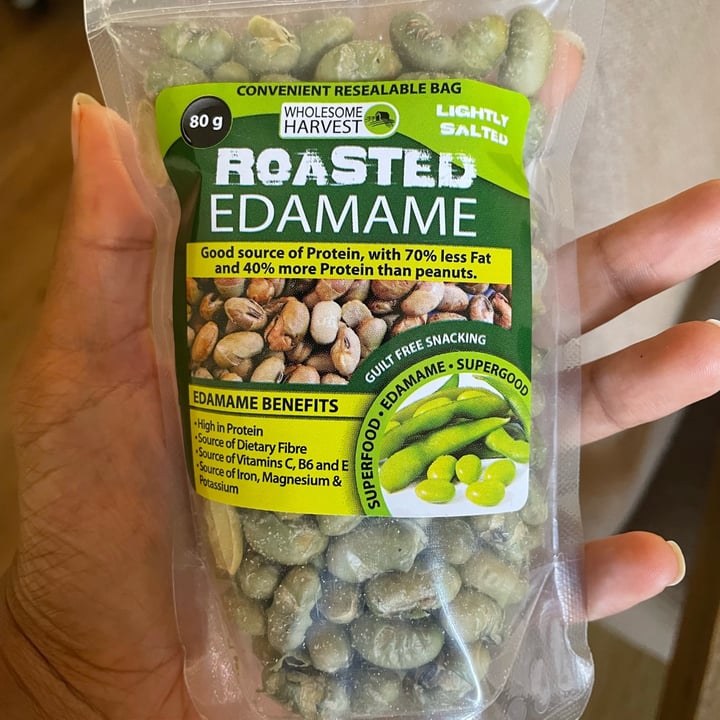 CONVENIENT RESEALABLE BAG
80 g
WHOLESOME
HARVEST
LIGHTLY
SALTED
ROASTED
EDAMAME
Good source of Protein, with 70% less Fat
and 40% more Protein than peanuts.
GUILT FREE SNACKING
SUPERFOOD • EDAMAME • SUPERGOOD
EDAMAME BENEFITS
• High in Protein
• Source of Dietary Fibre
• Source of Vitamins C, B6 and E
• Source of Iron, Magnesium &
Potassium